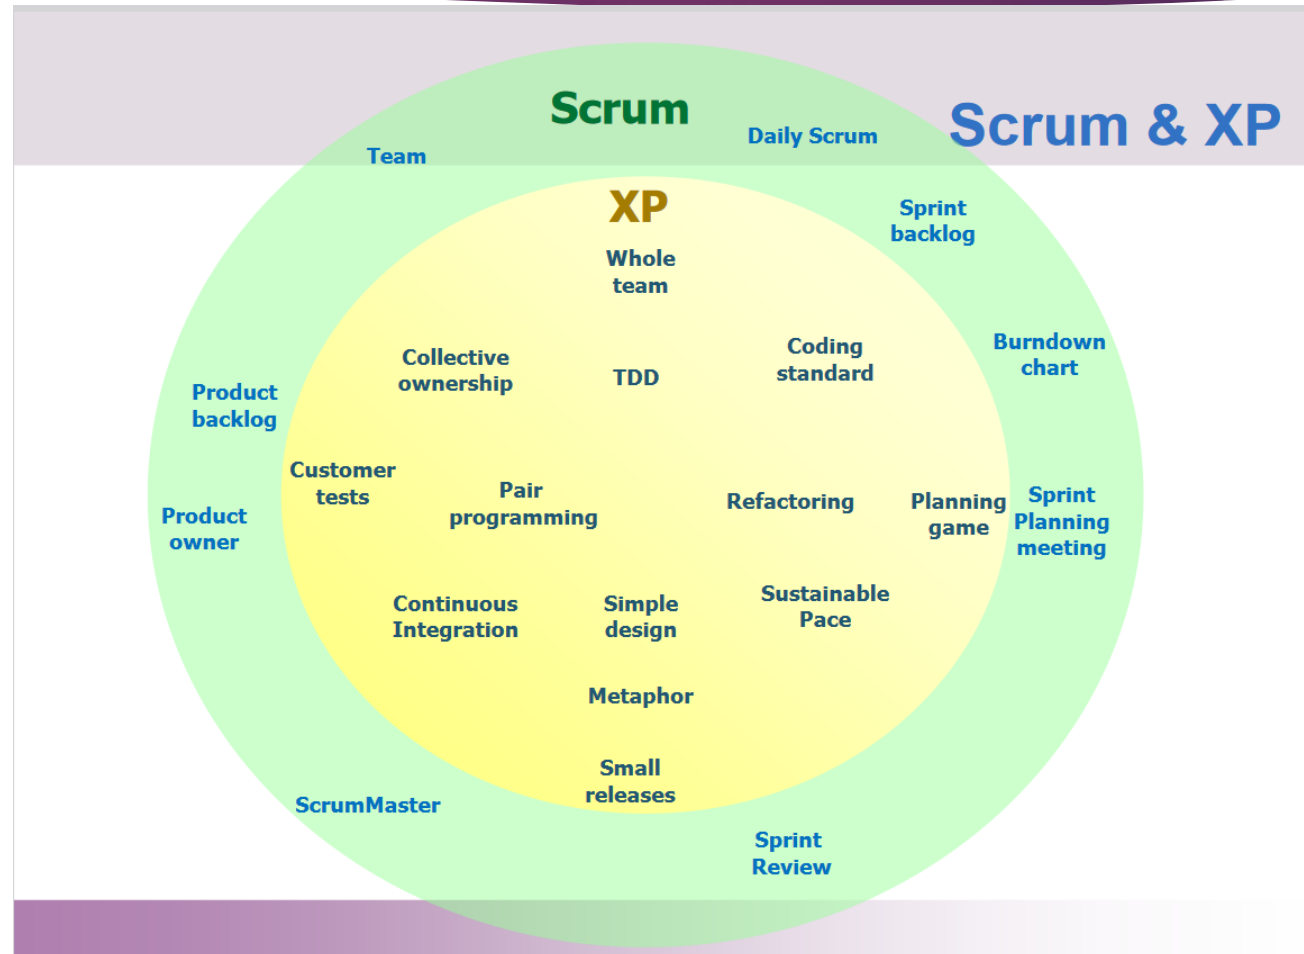 Scrum & XP
Scrum
Daily Scrum
Team
XP
Sprint
backlog
Whole
team
Burndown
chart
Coding
standard
Collective
ownership
TDD
Product
backlog
Customer
tests
Pair
programming
Refactoring
Planning
game
Sprint
Planning
meeting
Product
owner
Continuous
Integration
Simple
design
Sustainable
Pace
Metaphor
Small
releases
ScrumMaster
Sprint
Review